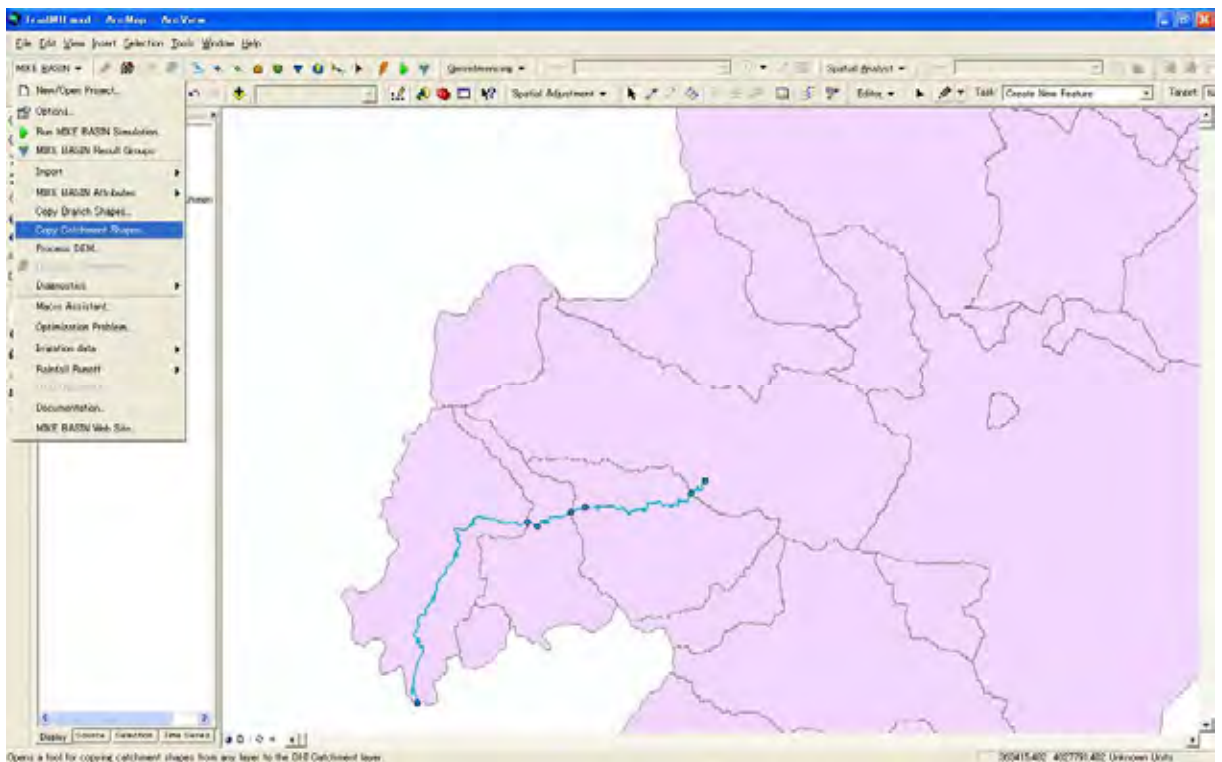 ArcMap - ArcView
File Edit View Insert Selection Tools Window Help
MIKE BASIN
Georeferencing
Spatial Analyst
New/Open Project...
Spatial Adjustment
Editor
Task: Create New Feature
Target:
Options...
Run MIKE BASIN Simulation
MIKE BASIN Result Groups
Import
MIKE BASIN Attributes
Copy Branch Shapes...
Copy Catchment Shapes...
Process DEM...
Diagnostics
Macro Assistant...
Optimization Problem...
Irrigation data
Rainfall Runoff
Documentation...
MIKE BASIN Web Site...
Display Source Selection Time Series
Opens a tool for copying catchment shapes from any layer to the DHI Catchment layer
Unknown Units